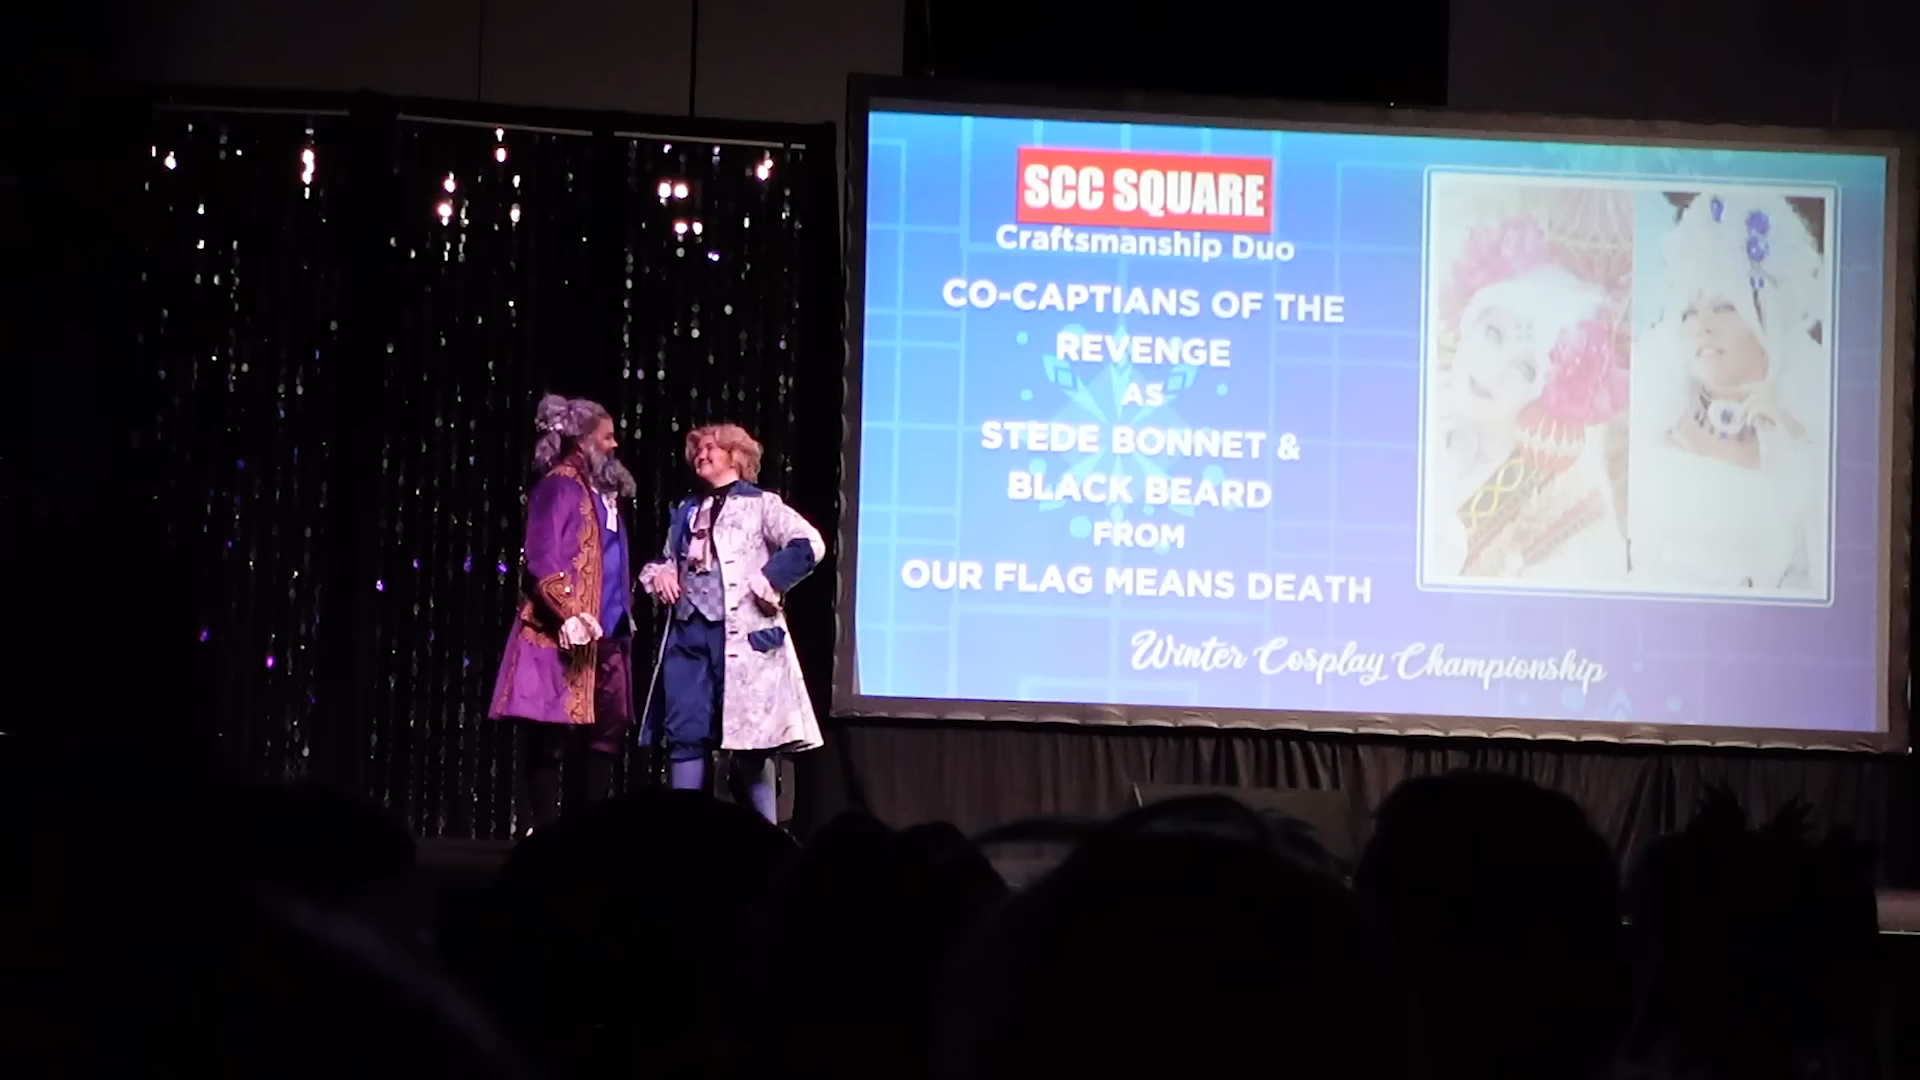 SCC SQUARE
Craftsmanship Duo
CO-CAPTIANS OF THE
REVENGE
AS
STEDE BONNET &
BLACK BEARD
FROM
OUR FLAG MEANS DEATH
Winter Cosplay Championship